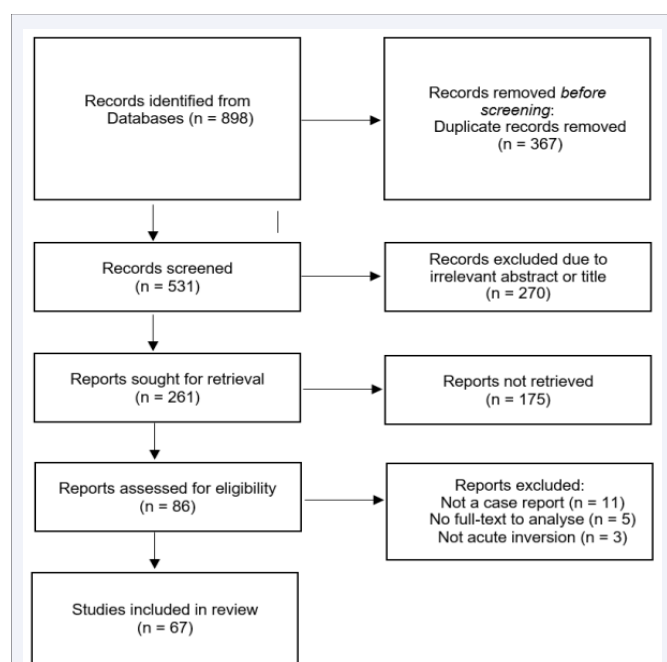 Records identified from
Databases (n = 898)
Records removed before
screening:
Duplicate records removed
(n = 367)
Records screened
(n = 531)
Records excluded due to
irrelevant abstract or title
(n = 270)
Reports sought for retrieval
(n = 261)
Reports not retrieved
(n = 175)
Reports assessed for eligibility
(n = 86)
Reports excluded:
Not a case report (n = 11)
No full-text to analyse (n = 5)
Not acute inversion (n = 3)
Studies included in review
(n = 67)